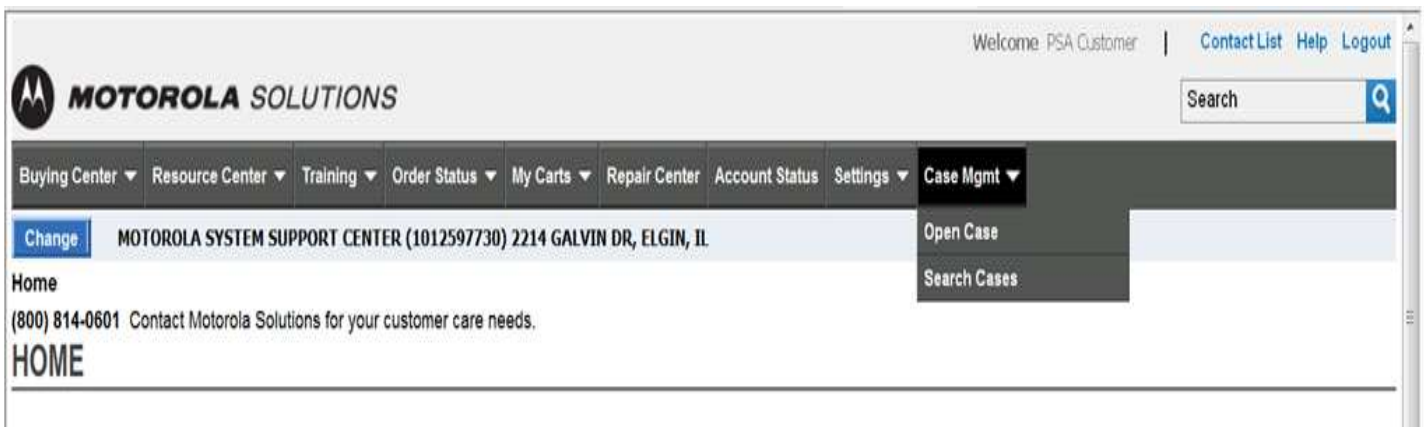 Welcome PSA Customer | Contact List Help Logout
MOTOROLA SOLUTIONS
Search
Buying Center Resource Center Training Order Status My Carts Repair Center Account Status Settings Case Mgmt
Change MOTOROLA SYSTEM SUPPORT CENTER (1012597730) 2214 GALVIN DR, ELGIN, IL
Open Case
Home
Search Cases
(800) 814-0601 Contact Motorola Solutions for your customer care needs.
HOME